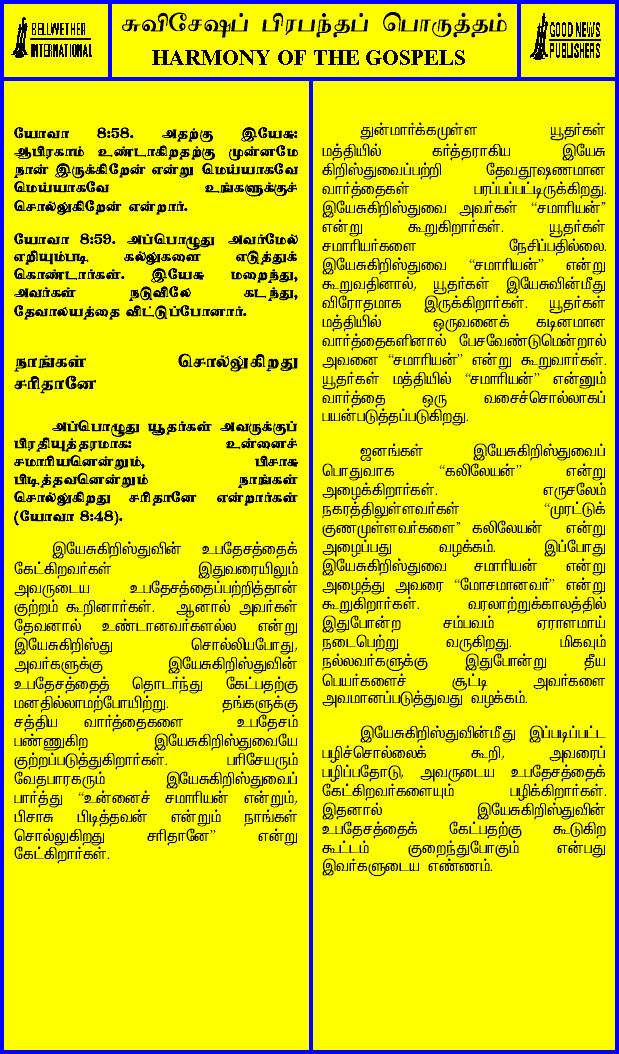 BELLWETHER
INTERNATIONAL
சுவிசேஷப் பிரபந்தப் பொருத்தம்
HARMONY OF THE GOSPELS
GOOD NEWS
PUBLISHERS
யோவா 8:58. அதற்கு இயேசு:
ஆபிரகாம் உண்டாகிறதற்கு முன்னமே
நான் இருக்கிறேன் என்று மெய்யாகவே
மெய்யாகவே உங்களுக்குச்
சொல்லுகிறேன் என்றார்.
யோவா 8:59. அப்பொழுது அவர்மேல்
எறியும்படி கல்லுகளை எடுத்துக்
கொண்டார்கள். இயேசு மறைந்து,
அவர்கள் நடுவிலே கடந்து,
தேவாலயத்தை விட்டுப்போனார்.
நாங்கள் சொல்லுகிறது
சரிதானே
அப்பொழுது யூதர்கள் அவருக்குப்
பிரதியுத்தரமாக: உன்னைச்
சமாரியனென்றும், பிசாசு
பிடித்தவனென்றும் நாங்கள்
சொல்லுகிறது சரிதானே என்றார்கள்
(யோவா 8:48).
இயேசுகிறிஸ்துவின் உபதேசத்தைக்
கேட்கிறவர்கள் இதுவரையிலும்
அவருடைய உபதேசத்தைப்பற்றித்தான்
குற்றம் கூறினார்கள். ஆனால் அவர்கள்
தேவனால் உண்டானவர்களல்ல என்று
இயேசுகிறிஸ்து சொல்லியபோது,
அவர்களுக்கு இயேசுகிறிஸ்துவின்
உபதேசத்தைத் தொடர்ந்து கேட்பதற்கு
மனதில்லாமற்போயிற்று. தங்களுக்கு
சத்திய வார்த்தைகளை உபதேசம்
பண்ணுகிற இயேசுகிறிஸ்துவையே
குற்றப்படுத்துகிறார்கள். பரிசேயரும்
வேதபாரகரும் இயேசுகிறிஸ்துவைப்
பார்த்து “உன்னைச் சமாரியன் என்றும்,
பிசாசு பிடித்தவன் என்றும் நாங்கள்
சொல்லுகிறது சரிதானே” என்று
கேட்கிறார்கள்.
துன்மார்க்கமுள்ள யூதர்கள்
மத்தியில் கர்த்தராகிய இயேசு
கிறிஸ்துவைப்பற்றி தேவதூஷணமான
வார்த்தைகள் பரப்பப்பட்டிருக்கிறது.
இயேசுகிறிஸ்துவை அவர்கள் “சமாரியன்”
என்று கூறுகிறார்கள். யூதர்கள்
சமாரியர்களை நேசிப்பதில்லை.
இயேசுகிறிஸ்துவை “சமாரியன்” என்று
கூறுவதினால், யூதர்கள் இயேசுவின்மீது
விரோதமாக இருக்கிறார்கள். யூதர்கள்
மத்தியில் ஒருவனைக் கடினமான
வார்த்தைகளினால் பேசவேண்டுமென்றால்
அவனை “சமாரியன்” என்று கூறுவார்கள்.
யூதர்கள் மத்தியில் “சமாரியன்” என்னும்
வார்த்தை ஒரு வசைச்சொல்லாகப்
பயன்படுத்தப்படுகிறது.
ஜனங்கள் இயேசுகிறிஸ்துவைப்
பொதுவாக “கலிலேயன்” என்று
அழைக்கிறார்கள். எருசலேம்
நகரத்திலுள்ளவர்கள் “முரட்டுக்
குணமுள்ளவர்களை” கலிலேயன் என்று
அழைப்பது வழக்கம். இப்போது
இயேசுகிறிஸ்துவை சமாரியன் என்று
அழைத்து அவரை “மோசமானவர்” என்று
கூறுகிறார்கள். வரலாற்றுக்காலத்தில்
இதுபோன்ற சம்பவம் ஏராளமாய்
நடைபெற்று வருகிறது. மிகவும்
நல்லவர்களுக்கு இதுபோன்று தீய
பெயர்களைச் சூட்டி அவர்களை
அவமானப்படுத்துவது வழக்கம்.
இயேசுகிறிஸ்துவின்மீது இப்படிப்பட்ட
பழிச்சொல்லைக் கூறி, அவரைப்
பழிப்பதோடு, அவருடைய உபதேசத்தைக்
கேட்கிறவர்களையும் பழிக்கிறார்கள்.
இதனால் இயேசுகிறிஸ்துவின்
உபதேசத்தைக் கேட்பதற்கு கூடுகிற
கூட்டம் குறைந்துபோகும் என்பது
இவர்களுடைய எண்ணம்.